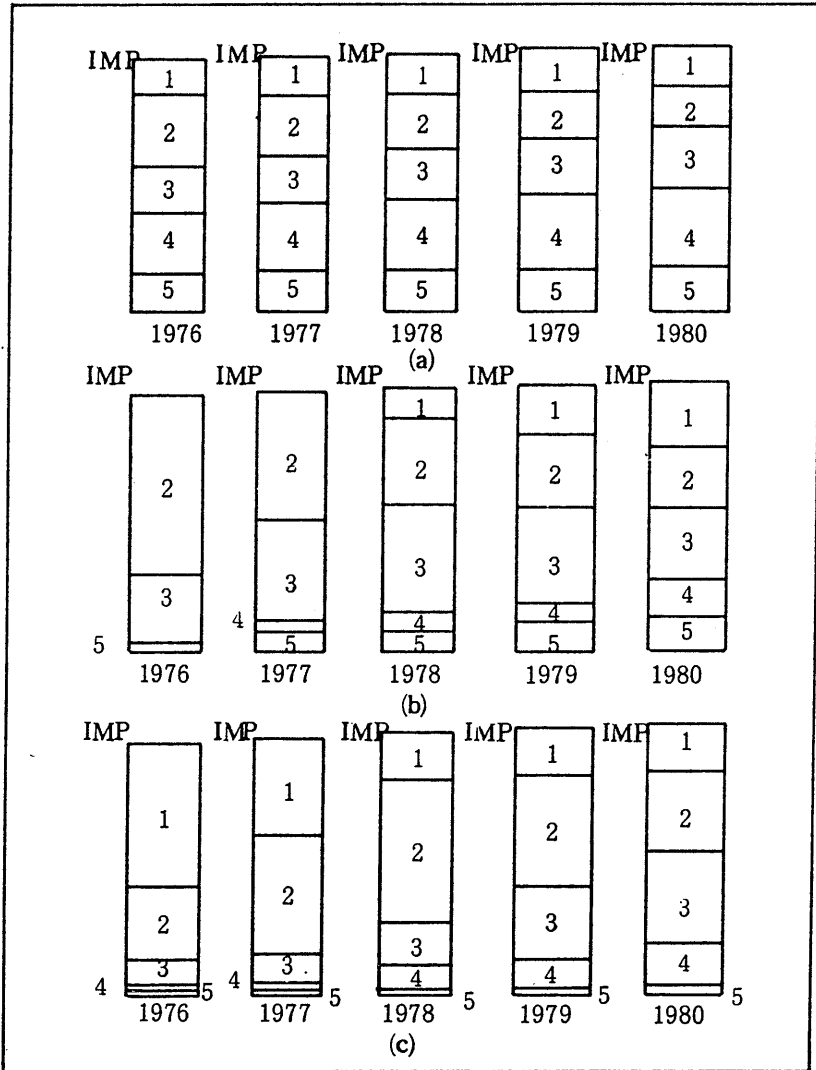 IMP IMP IMP IMP IMP
1 1 1 1 1
2 2 2 2 2
3 3 3 3 3
4 4 4 4 4
5 5 5 5 5
1976 1977 1978 1979 1980
(a)
IMP IMP IMP IMP IMP
1 1 1
2 2 2 2 2
3 3 3 3 3
4 4 4 4
5 5 5 5 5
1976 1977 1978 1979 1980
(b)
IMP IMP IMP IMP IMP
1 1 1 1 1
2 2 2 2 2
3 3 3 3 3
4 4 4 4 4
5 5 5 5 5
1976 1977 1978 1979 1980
(c)